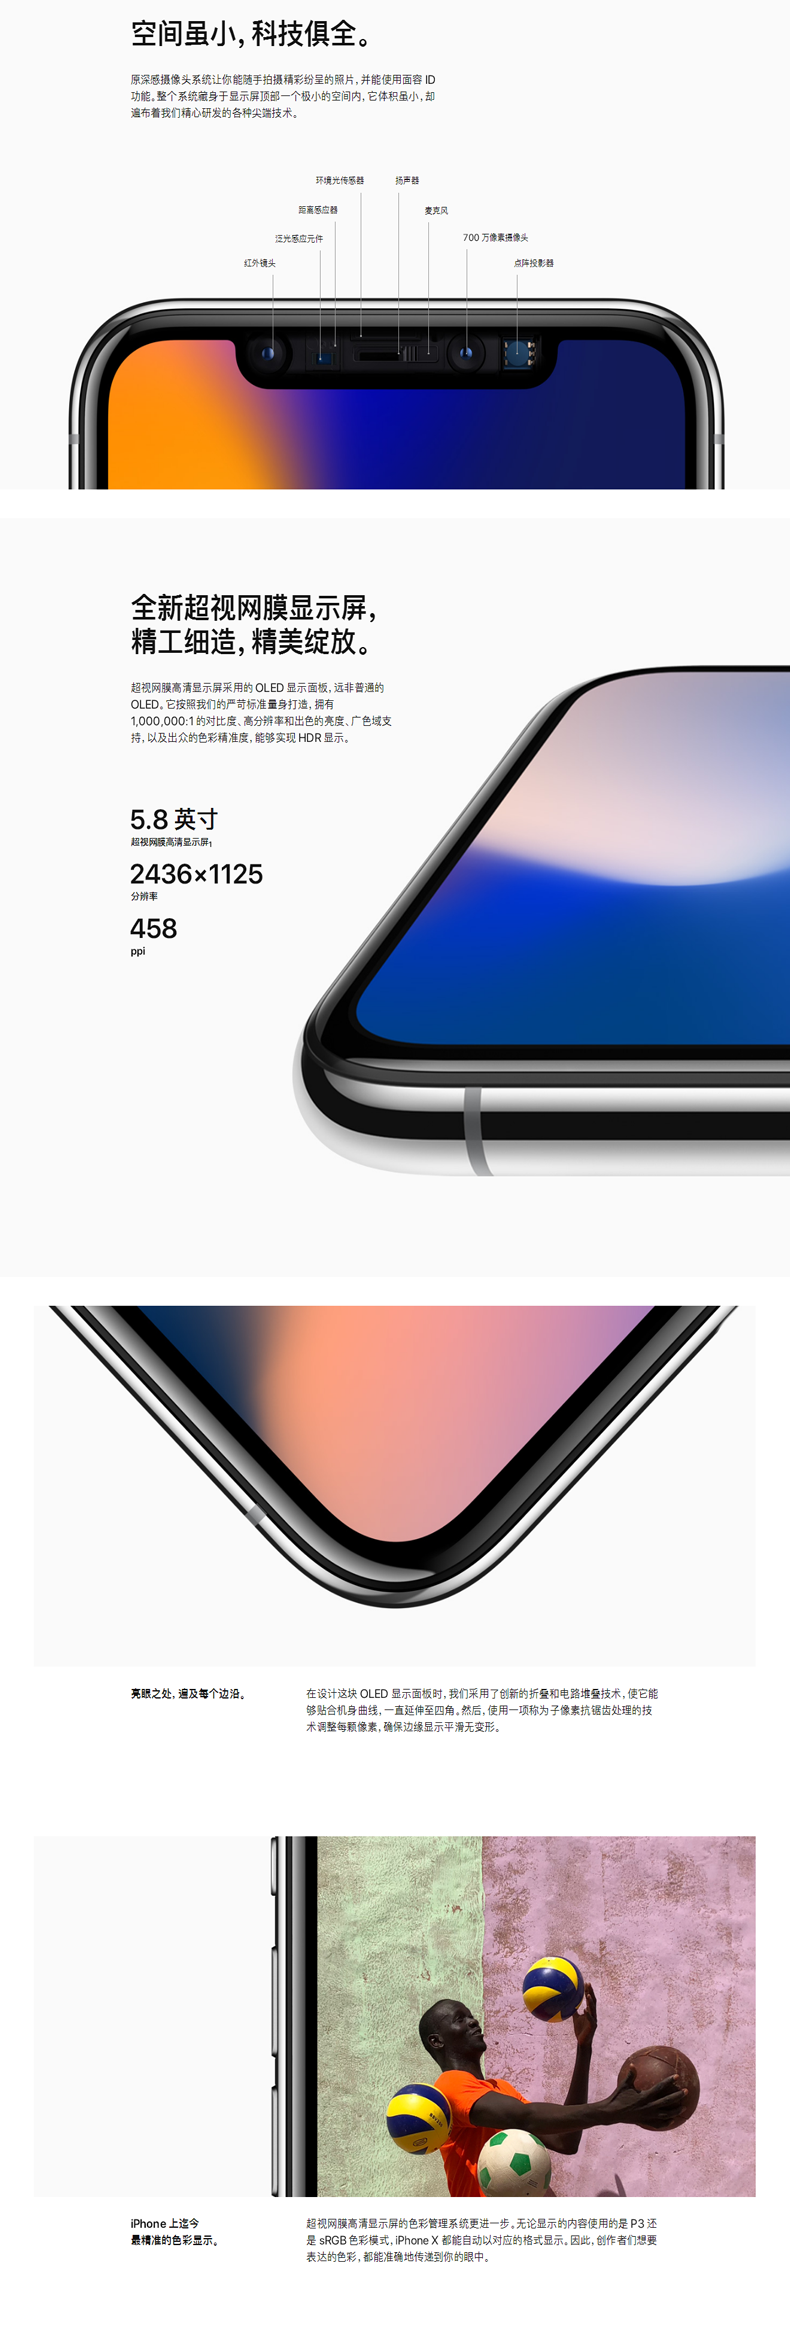 空间虽小，科技俱全。
原深感摄像头系统让你能随手拍摄精彩纷呈的照片，并能使用面容 ID
功能。整个系统藏身于显示屏顶部一个极小的空间内，它体积虽小，却
遍布着我们精心研发的各种尖端技术。
环境光传感器
扬声器
距离感应器
麦克风
泛光感应元件
700 万像素摄像头
红外镜头
点阵投影器
全新超视网膜显示屏，
精工细造，精美绽放。
超视网膜高清显示屏采用的 OLED 显示面板，远非普通的
OLED。它按照我们的严苛标准量身打造，拥有
1,000,000:1 的对比度、高分辨率和出色的亮度、广色域支
持，以及出众的色彩精准度，能够实现 HDR 显示。
5.8 英寸
超视网膜高清显示屏1
2436×1125
分辨率
458
ppi
亮眼之处，遍及每个边沿。
在设计这块 OLED 显示面板时，我们采用了创新的折叠和电路堆叠技术，使它能
够贴合机身曲线，一直延伸至四角。然后，使用一项称为子像素抗锯齿处理的技
术调整每颗像素，确保边缘显示平滑无变形。
iPhone 上迄今
最精准的色彩显示。
超视网膜高清显示屏的色彩管理系统更进一步。无论显示的内容使用的是 P3 还
是 sRGB 色彩模式，iPhone X 都能自动以对应的格式显示。因此，创作者们想要
表达的色彩，都能准确地传递到你的眼中。